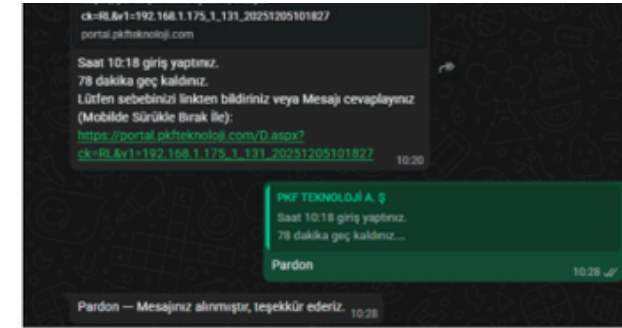 ck=RL&v1=192.168.1.175_1_131_20251205101827
portal.pkfteknoloji.com
Saat 10:18 giriş yaptınız.
78 dakika geç kaldınız.
Lütfen sebebinizi linkten bildiriniz veya Mesajı cevaplayınız
(Mobilde Sürükle Bırak ile):
https://portal.pkfteknoloji.com/D.aspx?
ck=RL&v1=192.168.1.175_1_131_20251205101827
10:20
PKF TEKNOLOJİ A. Ş
Saat 10:18 giriş yaptınız.
78 dakika geç kaldınız....
Pardon
10:28
Pardon — Mesajınız alınmıştır, teşekkür ederiz.
10:28